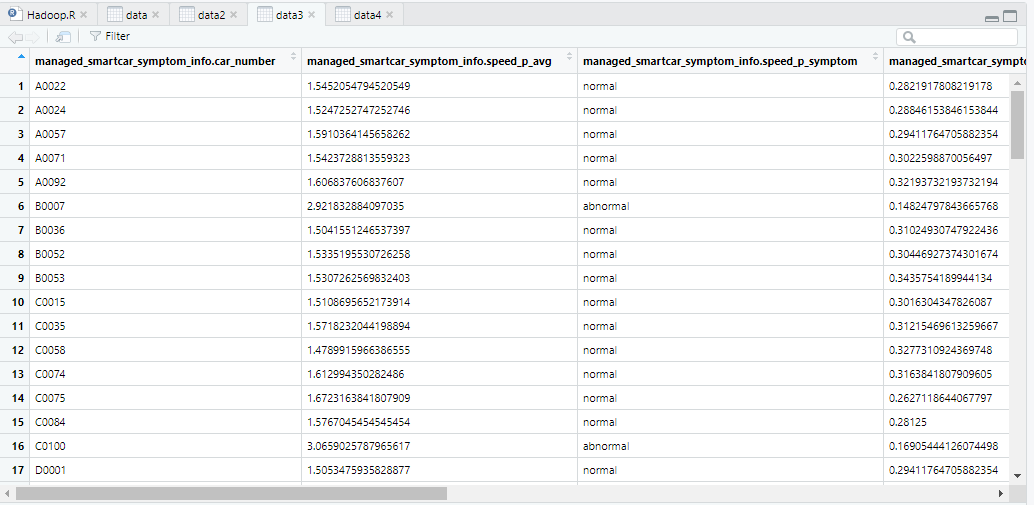 Hadoop.R data data2 data3 data4
Filter
managed_smartcar_symptom_info.car_number managed_smartcar_symptom_info.speed_p_avg managed_smartcar_symptom_info.speed_p_symptom managed_smartcar_sympto
1 A0022 1.5452054794520549 normal 0.2821917808219178
2 A0024 1.5247252747252746 normal 0.28846153846153844
3 A0057 1.5910364145658262 normal 0.29411764705882354
4 A0071 1.5423728813559323 normal 0.3022598870056497
5 A0092 1.606837606837607 normal 0.32193732193732194
6 B0007 2.921832884097035 abnormal 0.14824797843665768
7 B0036 1.5041551246537397 normal 0.31024930747922436
8 B0052 1.5335195530726258 normal 0.30446927374301674
9 B0053 1.5307262569832403 normal 0.3435754189944134
10 C0015 1.5108695652173914 normal 0.3016304347826087
11 C0035 1.5718232044198894 normal 0.31215469613259667
12 C0058 1.4789915966386555 normal 0.3277310924369748
13 C0074 1.612994350282486 normal 0.3163841807909605
14 C0075 1.6723163841807909 normal 0.2627118644067797
15 C0084 1.5767045454545454 normal 0.28125
16 C0100 3.0659025787965617 abnormal 0.16905444126074498
17 D0001 1.5053475935828877 normal 0.29411764705882354